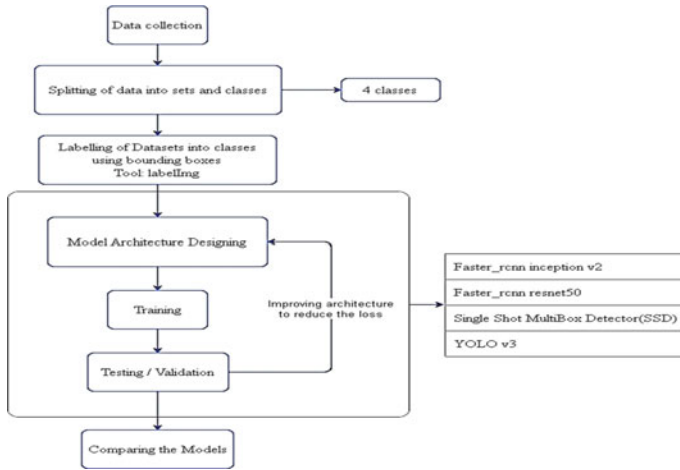 Data collection
Splitting of data into sets and classes
4 classes
Labelling of Datasets into classes
using bounding boxes
Tool: labelImg
Model Architecture Designing
Training
Improving architecture
to reduce the loss
Testing / Validation
Faster_rcnn inception v2
Faster_rcnn resnet50
Single Shot MultiBox Detector(SSD)
YOLO v3
Comparing the Models